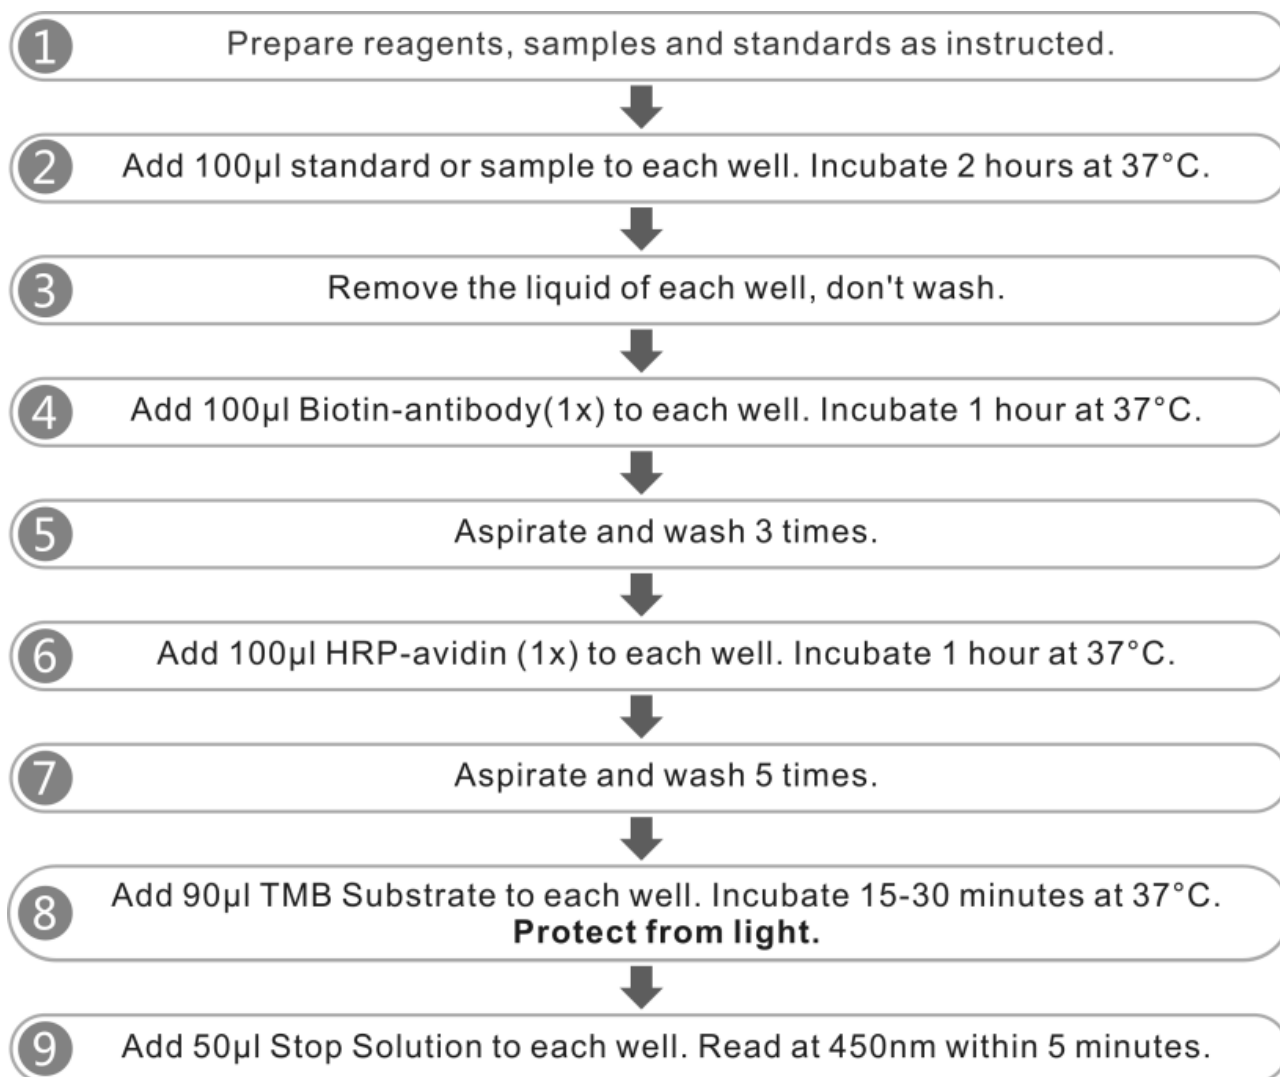 1 Prepare reagents, samples and standards as instructed.
2 Add 100µl standard or sample to each well. Incubate 2 hours at 37°C.
3 Remove the liquid of each well, don't wash.
4 Add 100µl Biotin-antibody(1x) to each well. Incubate 1 hour at 37°C.
5 Aspirate and wash 3 times.
6 Add 100µl HRP-avidin (1x) to each well. Incubate 1 hour at 37°C.
7 Aspirate and wash 5 times.
8 Add 90µl TMB Substrate to each well. Incubate 15-30 minutes at 37°C.
Protect from light.
9 Add 50µl Stop Solution to each well. Read at 450nm within 5 minutes.